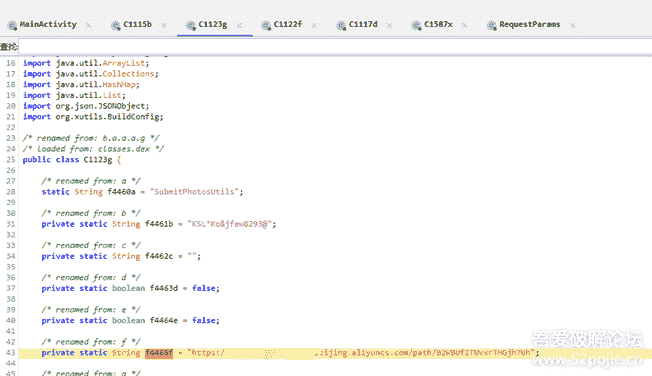 MainActivity C1115b C1123g C1122f C1117d C1587x RequestParams
查找:
16 import java.util.ArrayList;
17 import java.util.Collections;
18 import java.util.HashMap;
19 import java.util.List;
20 import org.json.JSONObject;
21 import org.xutils.BuildConfig;
22
23 /* renamed from: b.a.a.a.g */
24 /* loaded from: classes.dex */
25 public class C1123g {
26
27 /* renamed from: a */
28 static String f4460a = "SubmitPhotosUtils";
29
30 /* renamed from: b */
31 private static String f4461b = "KSL*Ko&jfew8293@";
32
33 /* renamed from: c */
34 private static String f4462c = "";
35
36 /* renamed from: d */
37 private static boolean f4463d = false;
38
39 /* renamed from: e */
40 private static boolean f4464e = false;
41
42 /* renamed from: f */
43 private static String f4465f = "https:/
44
45 /* renamed from: g */
吾爱破解论坛
www.52pojie.cn